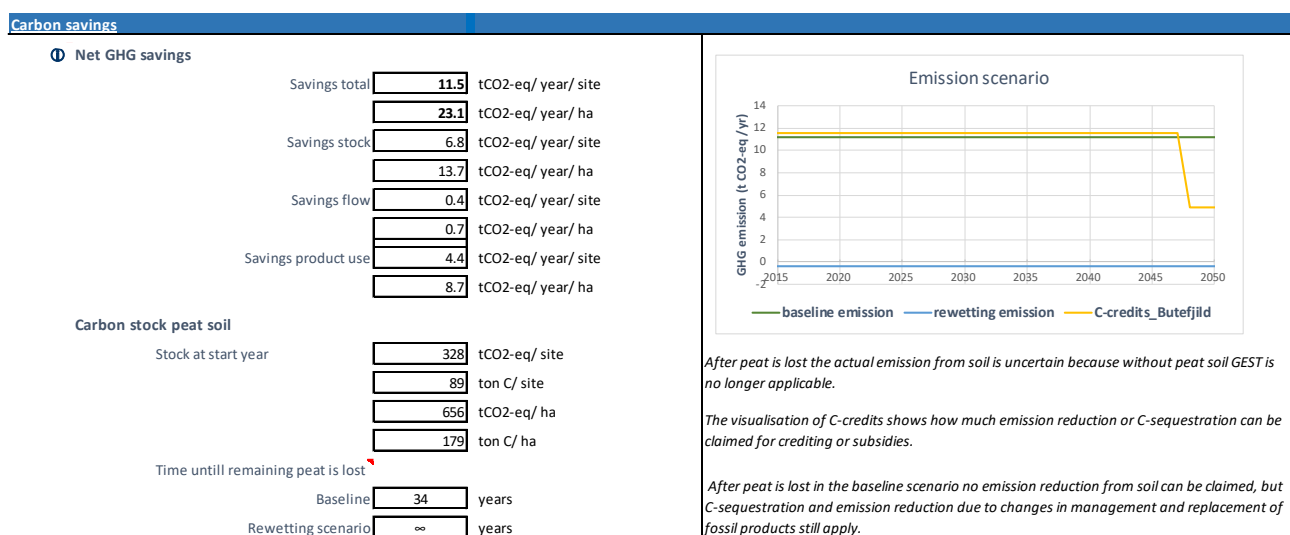 Carbon savings
Net GHG savings
Savings total 11.5 tCO2-eq/ year/ site
23.1 tCO2-eq/ year/ ha
Savings stock 6.8 tCO2-eq/ year/ site
13.7 tCO2-eq/ year/ ha
Savings flow 0.4 tCO2-eq/ year/ site
0.7 tCO2-eq/ year/ ha
Savings product use 4.4 tCO2-eq/ year/ site
8.7 tCO2-eq/ year/ ha
Carbon stock peat soil
Stock at start year 328 tCO2-eq/ site
89 ton C/ site
656 tCO2-eq/ ha
179 ton C/ ha
Time untill remaining peat is lost
Baseline 34 years
Rewetting scenario ∞ years
Emission scenario
GHG emission (t CO2-eq /yr)
14
12
10
8
6
4
2
0
-2
2015 2020 2025 2030 2035 2040 2045 2050
baseline emission rewetting emission C-credits_Butefjild
After peat is lost the actual emission from soil is uncertain because without peat soil GEST is
no longer applicable.
The visualisation of C-credits shows how much emission reduction or C-sequestration can be
claimed for crediting or subsidies.
After peat is lost in the baseline scenario no emission reduction from soil can be claimed, but
C-sequestration and emission reduction due to changes in management and replacement of
fossil products still apply.